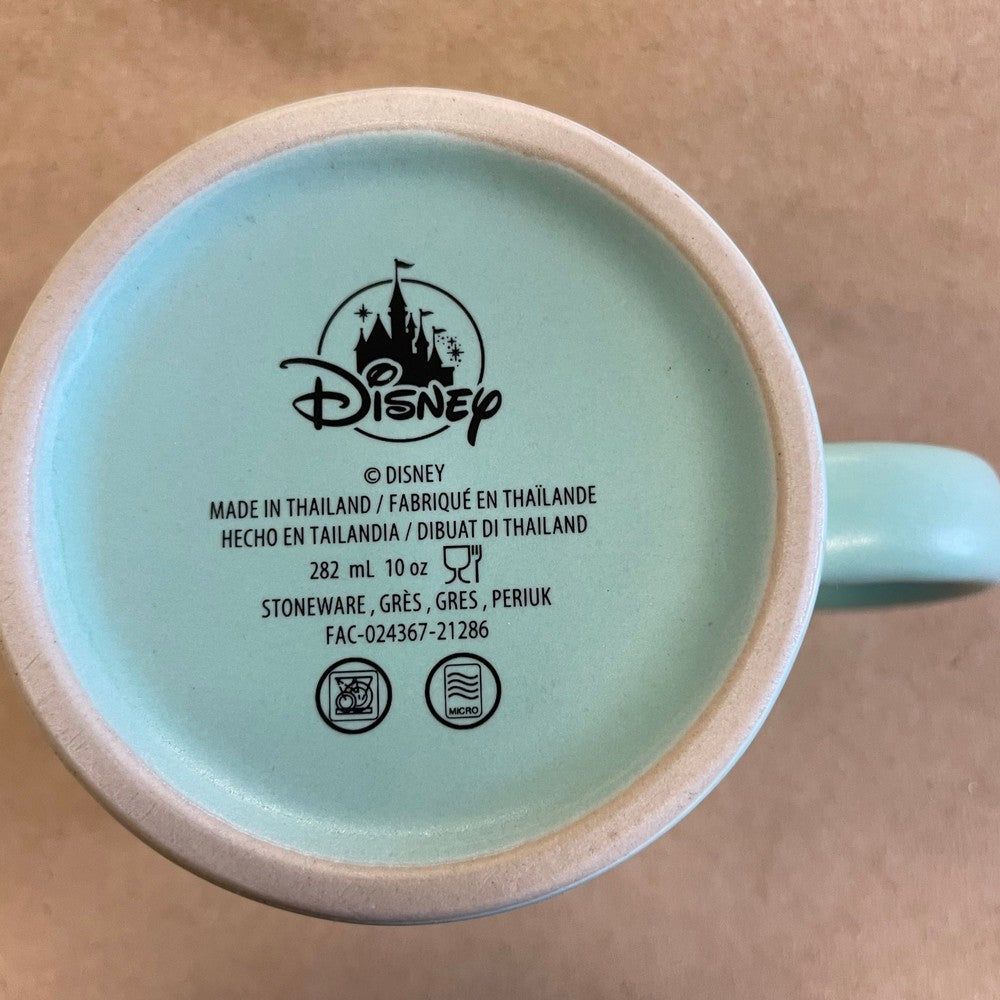 Disney
© DISNEY
MADE IN THAILAND / FABRIQUÉ EN THAÏLANDE
HECHO EN TAILANDIA / DIBUAT DI THAILAND
282 mL 10 oz
STONEWARE , GRÈS , GRES , PERIUK
FAC-024367-21286
MICRO